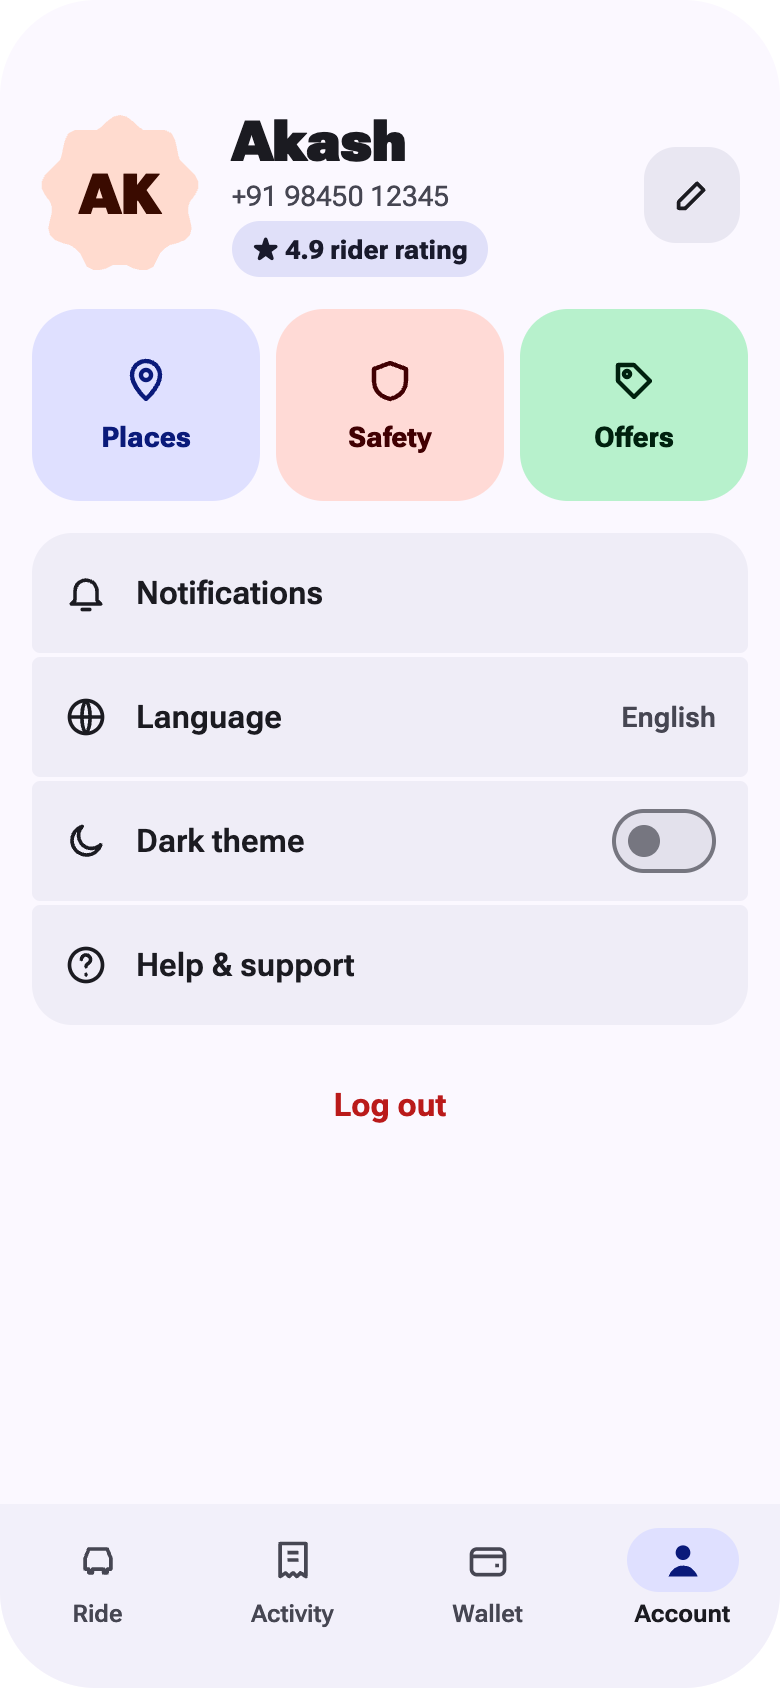 AK
Akash
+91 98450 12345
★ 4.9 rider rating
Places
Safety
Offers
Notifications
Language
English
Dark theme
Help & support
Log out
Ride
Activity
Wallet
Account